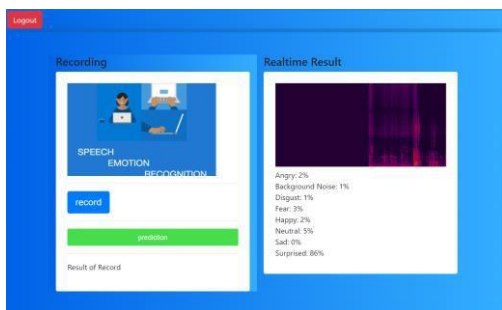 Logout
Recording
SPEECH
EMOTION
RECOGNITION
record
prediction
Result of Record
Realtime Result
Angry: 2%
Background Noise: 1%
Disgust: 1%
Fear: 3%
Happy: 2%
Neutral: 5%
Sad: 0%
Surprised: 86%